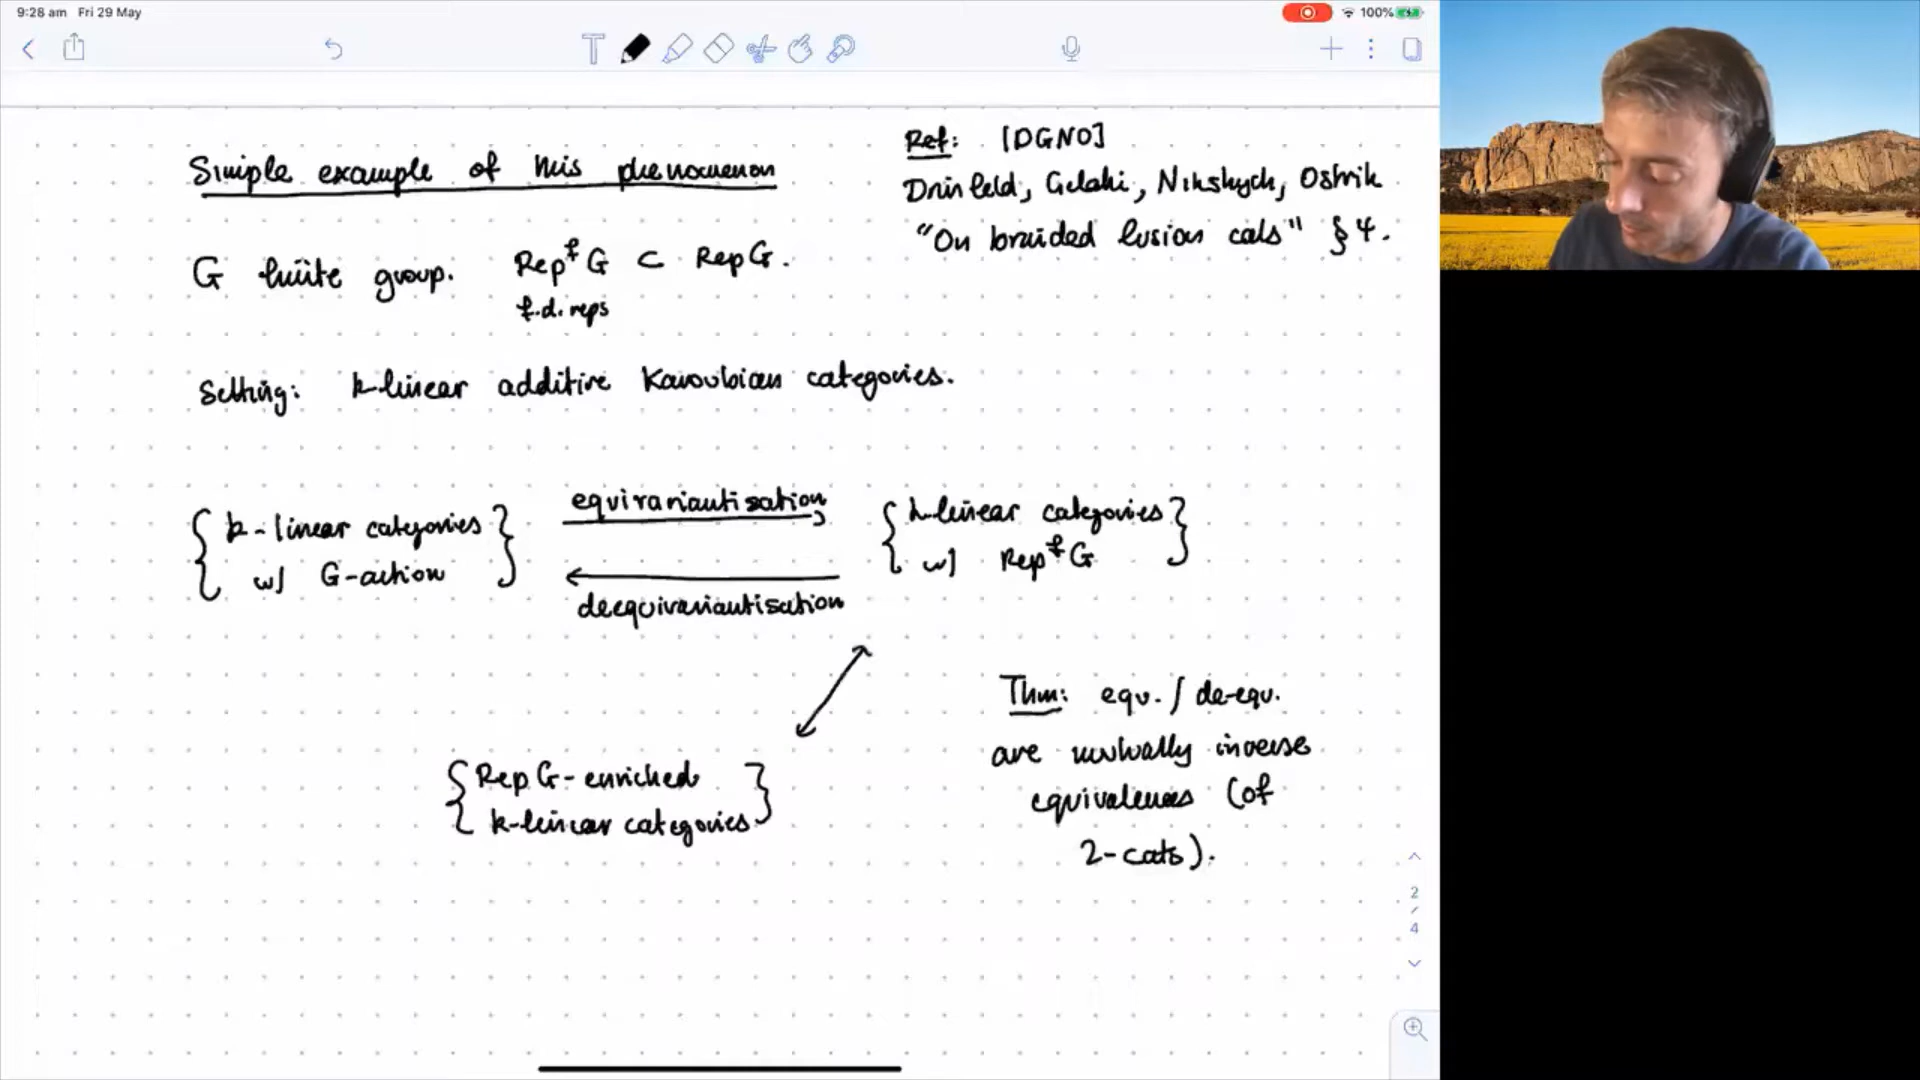 9:28 am Fri 29 May
100%
Simple example of this phenomenon
Ref: [DGNO]
Drinfeld, Gelaki, Nikshych, Ostrik
"On braided fusion cats" §4.
G finite group. Rep^f G ⊂ Rep G.
f.d. reps
Setting: k-linear additive Karoubian categories.
{ k-linear categories w/ G-action }
equivariantisation
deequivariantisation
{ k-linear categories w/ Rep^f G }
{ Rep G-enriched k-linear categories }
Thm: equ. / de-equ.
are mutually inverse
equivalences (of
2-cats).
2
/
4